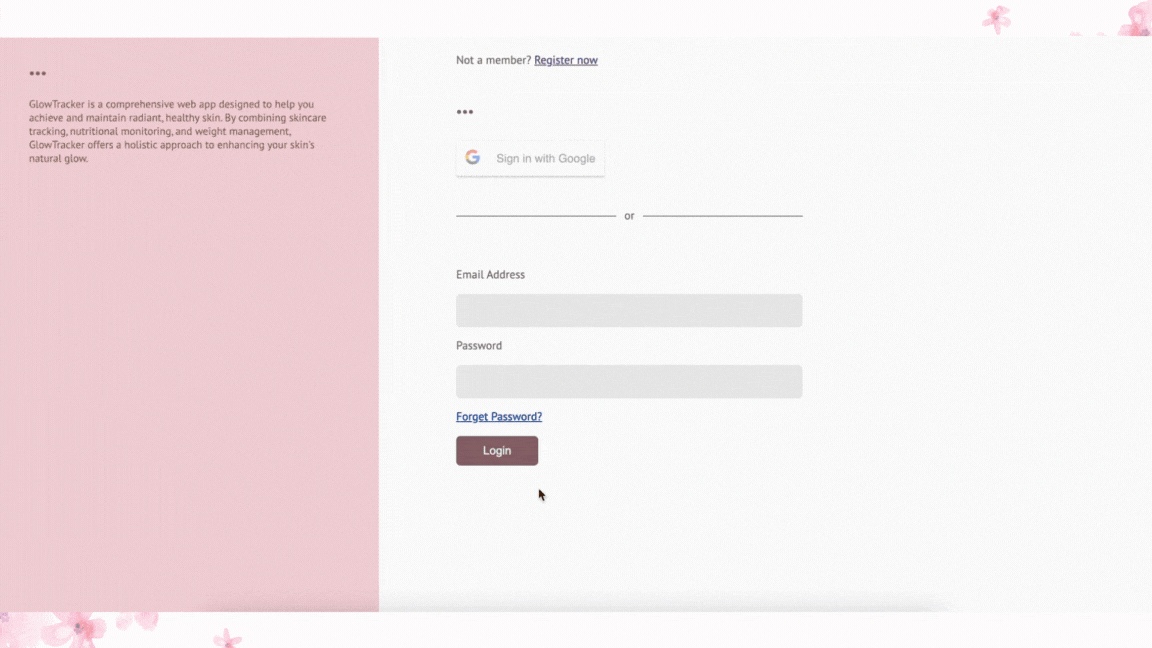 •••
GlowTracker is a comprehensive web app designed to help you
achieve and maintain radiant, healthy skin. By combining skincare
tracking, nutritional monitoring, and weight management,
GlowTracker offers a holistic approach to enhancing your skin's
natural glow.
Not a member? Register now
•••
Sign in with Google
or
Email Address
Password
Forget Password?
Login